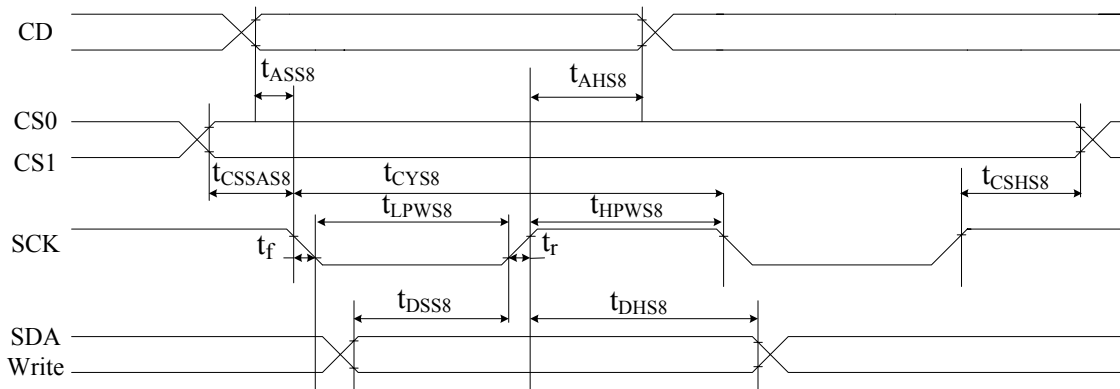 CD
tASS8
tAHS8
CS0
CS1
tCSSAS8
tCYS8
tCSHS8
tLPWS8
tHPWS8
SCK
tf
tr
tDSS8
tDHS8
SDA
Write